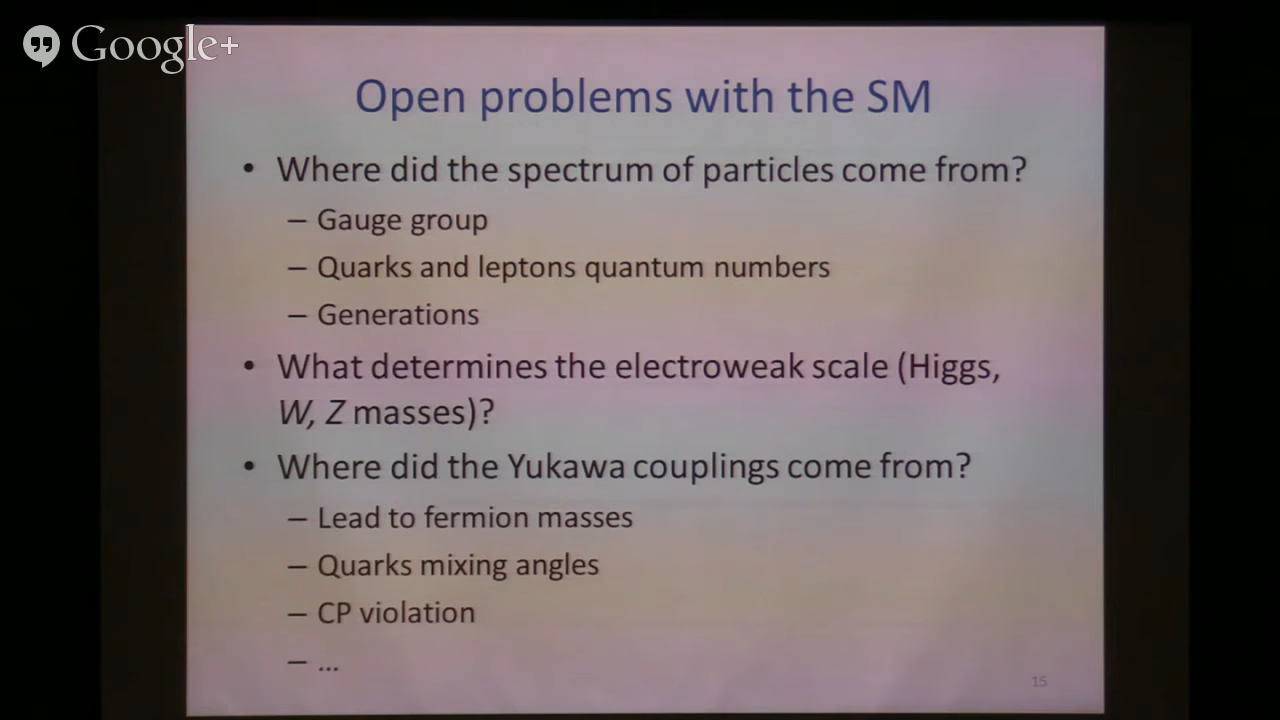 Google+
Open problems with the SM
• Where did the spectrum of particles come from?
– Gauge group
– Quarks and leptons quantum numbers
– Generations
• What determines the electroweak scale (Higgs,
W, Z masses)?
• Where did the Yukawa couplings come from?
– Lead to fermion masses
– Quarks mixing angles
– CP violation
– ...
15